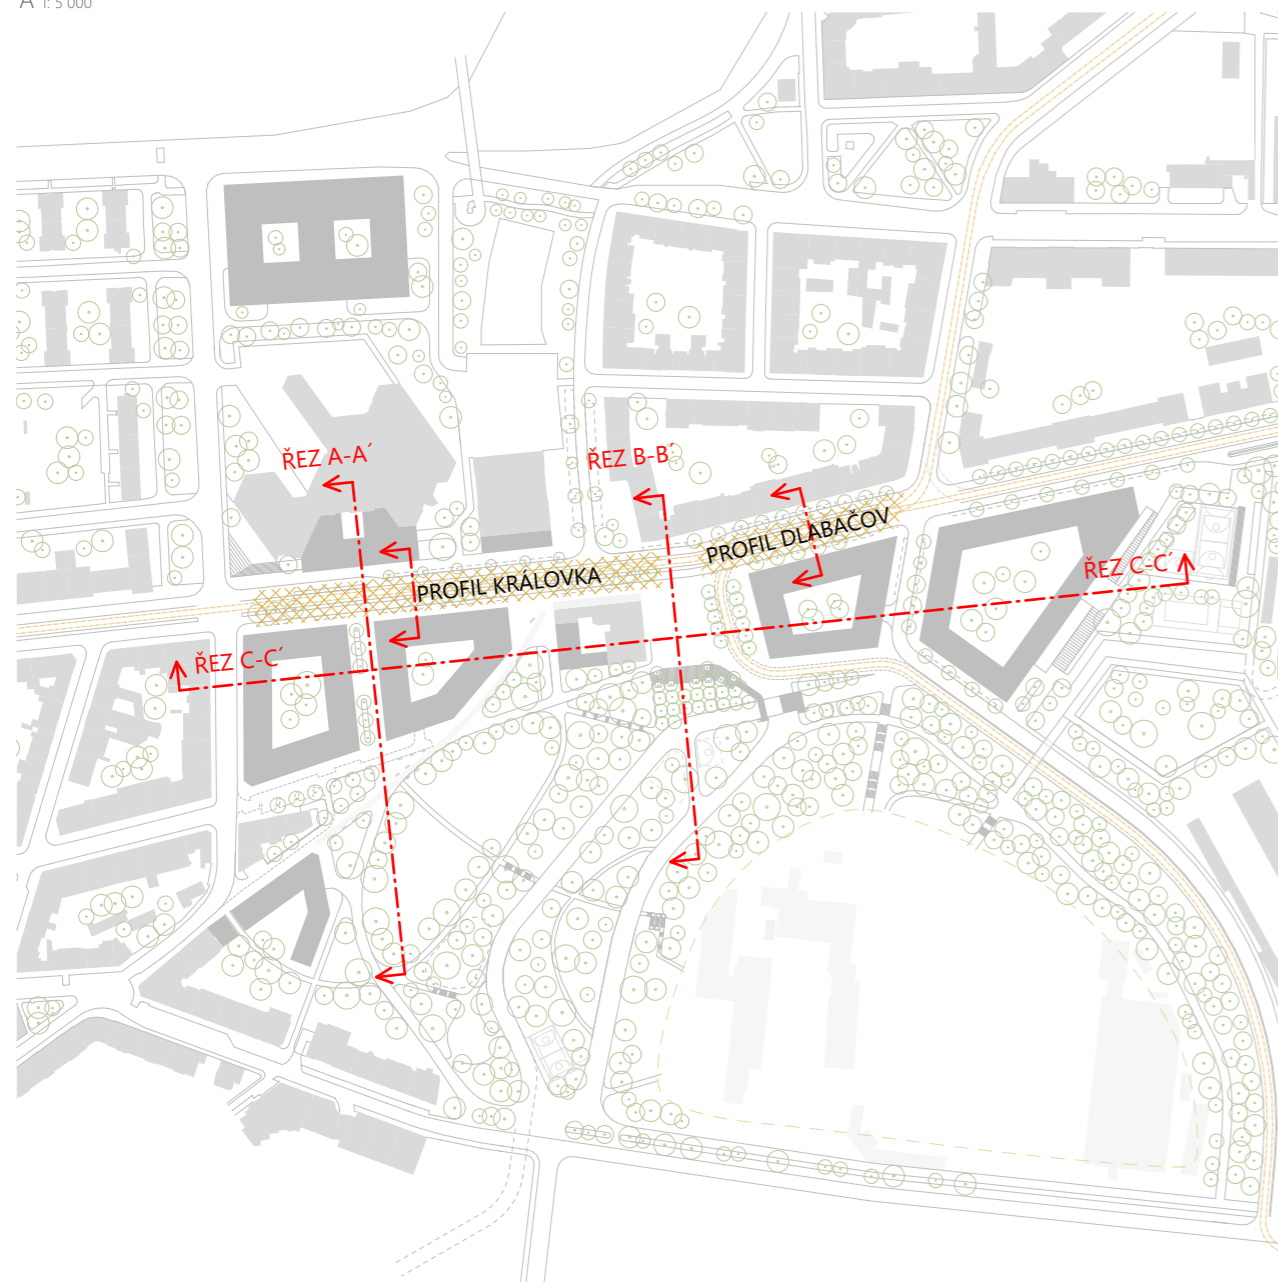 A 1: 5 000
ŘEZ A-A´
ŘEZ B-B´
PROFIL DLABAČOV
PROFIL KRÁLOVKA
ŘEZ C-C´
ŘEZ C-C´